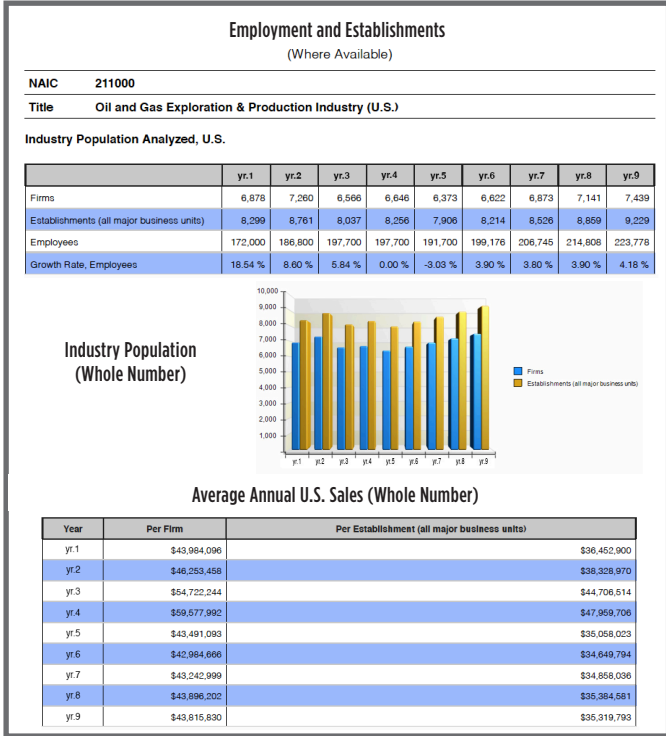 Employment and Establishments
(Where Available)
NAIC 211000
Title Oil and Gas Exploration & Production Industry (U.S.)
Industry Population Analyzed, U.S.
yr.1 yr.2 yr.3 yr.4 yr.5 yr.6 yr.7 yr.8 yr.9
Firms 6,878 7,260 6,566 6,646 6,373 6,622 6,873 7,141 7,439
Establishments (all major business units) 8,299 8,761 8,037 8,256 7,906 8,214 8,526 8,859 9,229
Employees 172,000 186,800 197,700 197,700 191,700 199,176 206,745 214,808 223,778
Growth Rate, Employees 18.54 % 8.60 % 5.84 % 0.00 % -3.03 % 3.90 % 3.80 % 3.90 % 4.18 %
Industry Population
(Whole Number)
10,000
9,000
8,000
7,000
6,000
5,000
4,000
3,000
2,000
1,000
yr.1 yr.2 yr.3 yr.4 yr.5 yr.6 yr.7 yr.8 yr.9
Firms
Establishments (all major business units)
Average Annual U.S. Sales (Whole Number)
Year Per Firm Per Establishment (all major business units)
yr.1 $43,984,096 $36,452,900
yr.2 $46,253,458 $38,328,970
yr.3 $54,722,244 $44,706,514
yr.4 $59,577,992 $47,959,706
yr.5 $43,491,093 $35,058,023
yr.6 $42,984,666 $34,649,794
yr.7 $43,242,999 $34,858,036
yr.8 $43,896,202 $35,384,581
yr.9 $43,815,830 $35,319,793